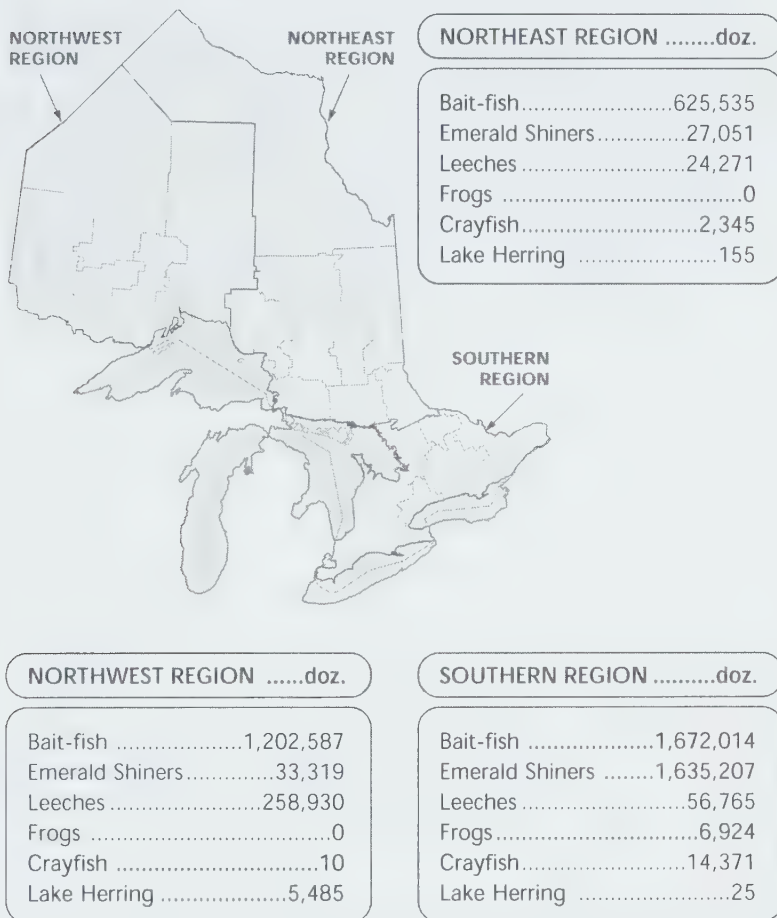 NORTHWEST
REGION
NORTHEAST
REGION
NORTHEAST REGION ........doz.
Bait-fish......................625,535
Emerald Shiners.............27,051
Leeches........................24,271
Frogs ..................................0
Crayfish.........................2,345
Lake Herring ....................155
SOUTHERN
REGION
NORTHWEST REGION ......doz.
Bait-fish ..................1,202,587
Emerald Shiners.............33,319
Leeches......................258,930
Frogs ..................................0
Crayfish .............................10
Lake Herring ..................5,485
SOUTHERN REGION ..........doz.
Bait-fish ..................1,672,014
Emerald Shiners ........1,635,207
Leeches........................56,765
Frogs.............................6,924
Crayfish.......................14,371
Lake Herring ......................25